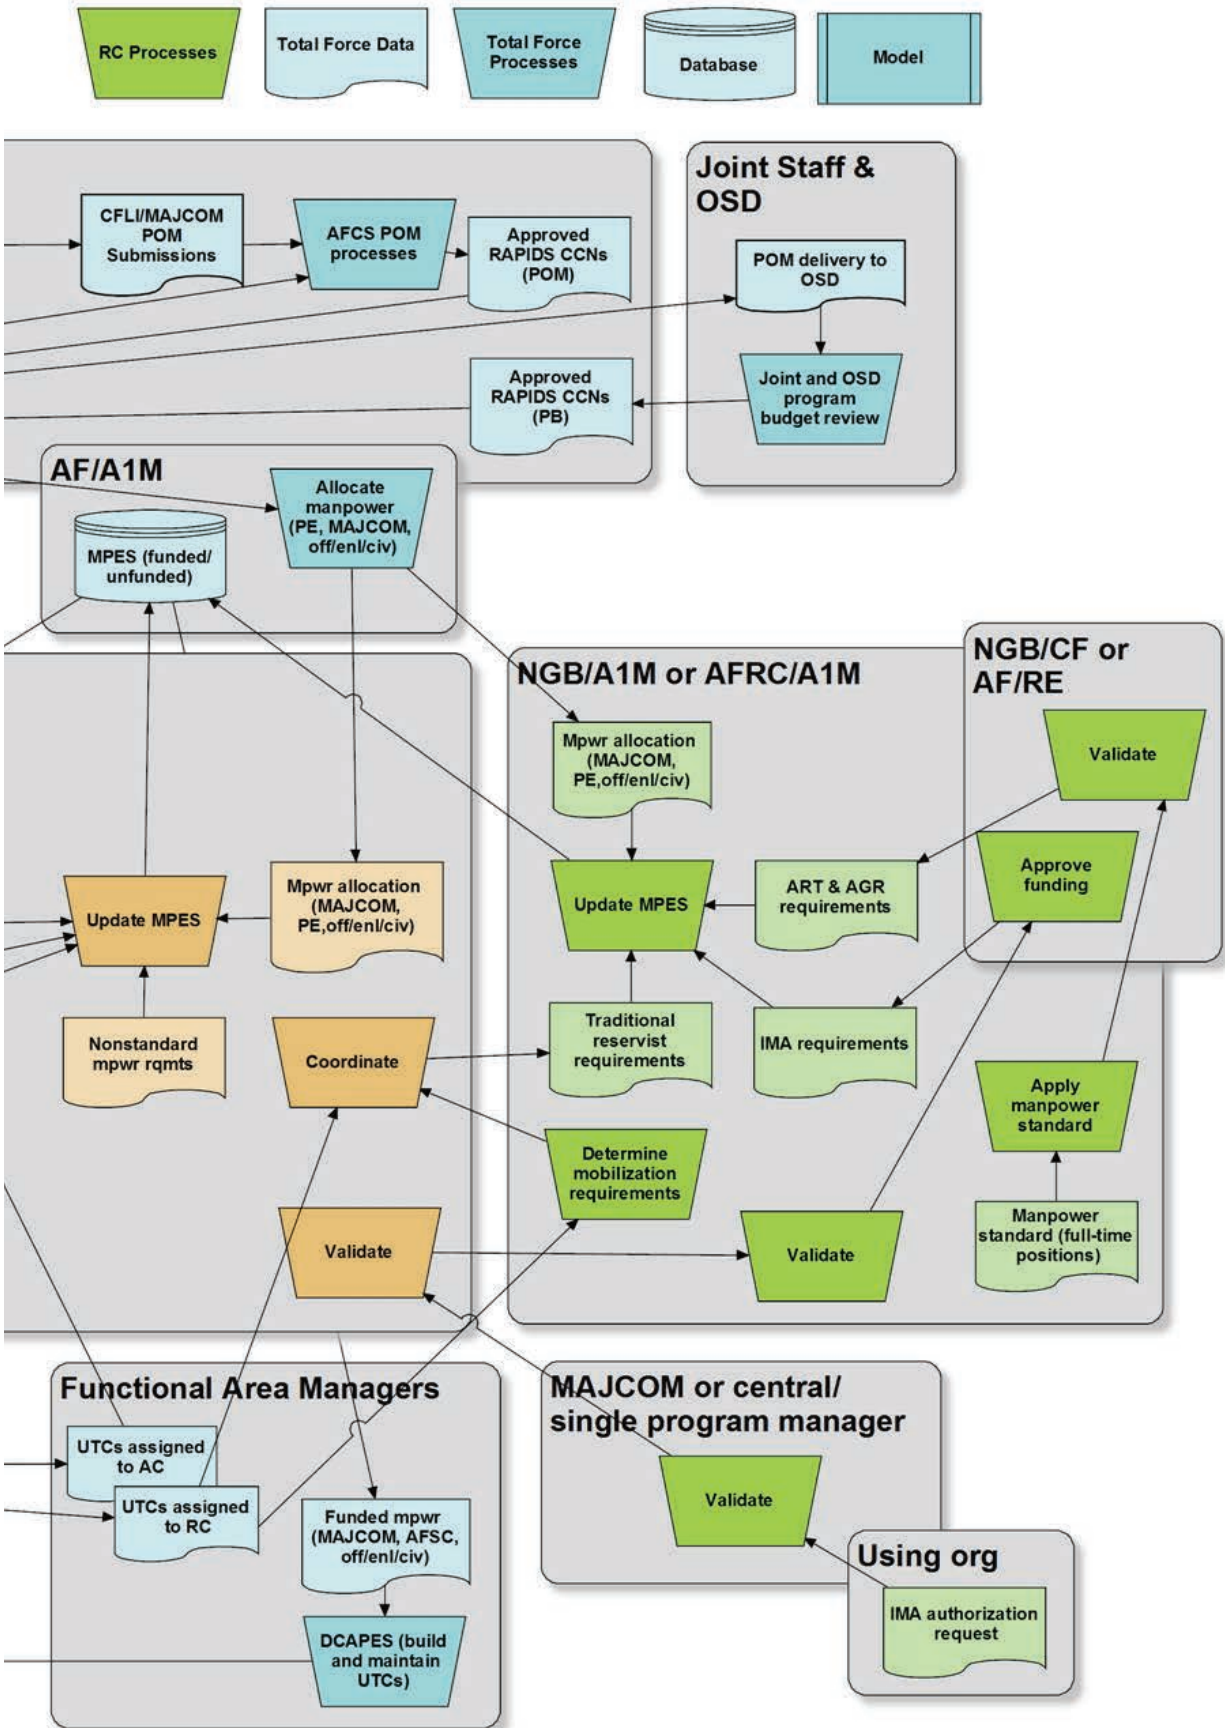 RC Processes
Total Force Data
Total Force
Processes
Database
Model
CFLI/MAJCOM
POM
Submissions
AFCS POM
processes
Approved
RAPIDS CCNs
(POM)
Approved
RAPIDS CCNs
(PB)
Joint Staff &
OSD
POM delivery to
OSD
Joint and OSD
program
budget review
AF/A1M
MPES (funded/
unfunded)
Allocate
manpower
(PE, MAJCOM,
off/enl/civ)
Update MPES
Mpwr allocation
(MAJCOM,
PE,off/enl/civ)
Nonstandard
mpwr rqmts
Coordinate
Validate
NGB/A1M or AFRC/A1M
Mpwr allocation
(MAJCOM,
PE,off/enl/civ)
Update MPES
ART & AGR
requirements
Traditional
reservist
requirements
IMA requirements
Determine
mobilization
requirements
Validate
Apply
manpower
standard
Manpower
standard (full-time
positions)
NGB/CF or
AF/RE
Validate
Approve
funding
Functional Area Managers
UTCs assigned
to AC
UTCs assigned
to RC
Funded mpwr
(MAJCOM, AFSC,
off/enl/civ)
DCAPES (build
and maintain
UTCs)
MAJCOM or central/
single program manager
Validate
Using org
IMA authorization
request